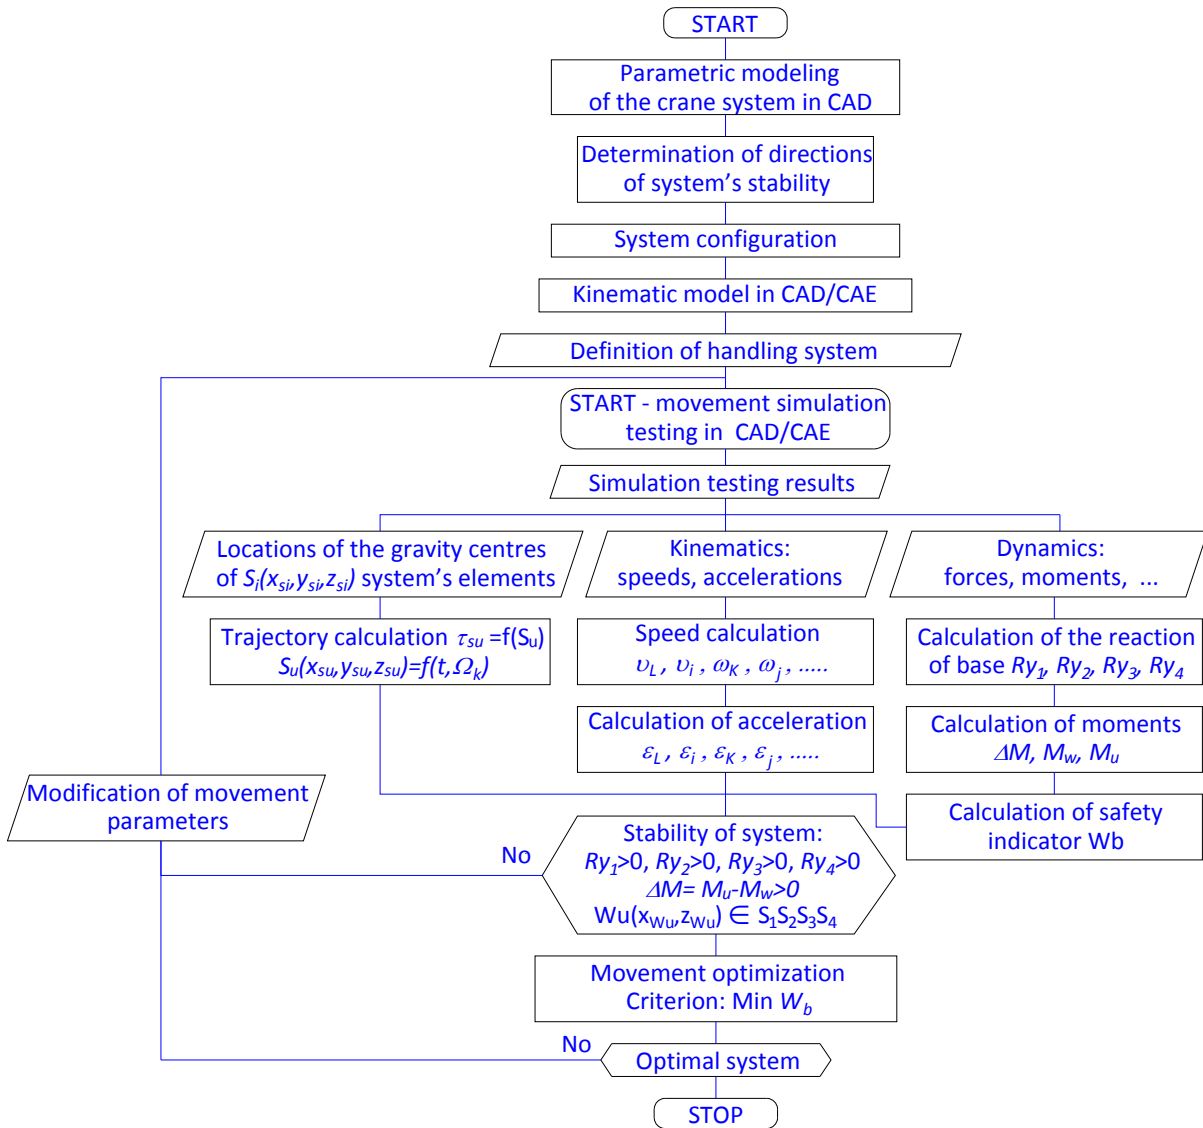 START
Parametric modeling
of the crane system in CAD
Determination of directions
of system's stability
System configuration
Kinematic model in CAD/CAE
Definition of handling system
START - movement simulation
testing in CAD/CAE
Simulation testing results
Locations of the gravity centres
of Si(xsi,ysi,zsi) system's elements
Kinematics:
speeds, accelerations
Dynamics:
forces, moments, ...
Trajectory calculation τsu =f(Su)
Su(xsu,ysu,zsu)=f(t,Ωk)
Speed calculation
υL, υi, ωK, ωj, .....
Calculation of the reaction
of base Ry1, Ry2, Ry3, Ry4
Calculation of acceleration
εL, εi, εK, εj, .....
Calculation of moments
ΔM, Mw, Mu
Modification of movement
parameters
Calculation of safety
indicator Wb
No
Stability of system:
Ry1>0, Ry2>0, Ry3>0, Ry4>0
ΔM= Mu-Mw>0
Wu(xWu,zWu) ∈ S1S2S3S4
Movement optimization
Criterion: Min Wb
No
Optimal system
STOP